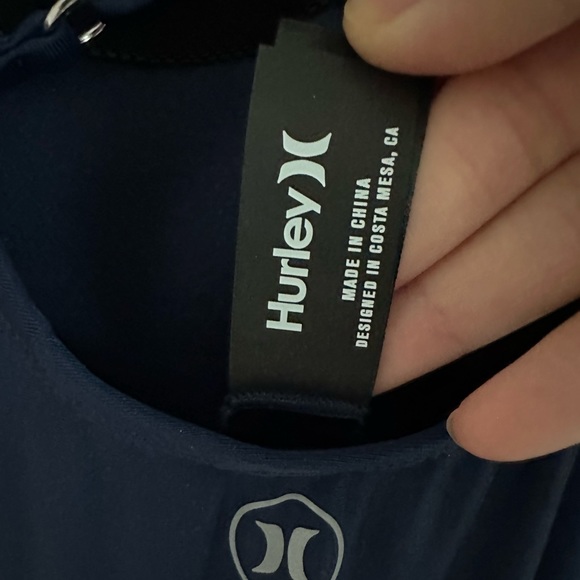 Hurley
MADE IN CHINA
DESIGNED IN COSTA MESA, CA